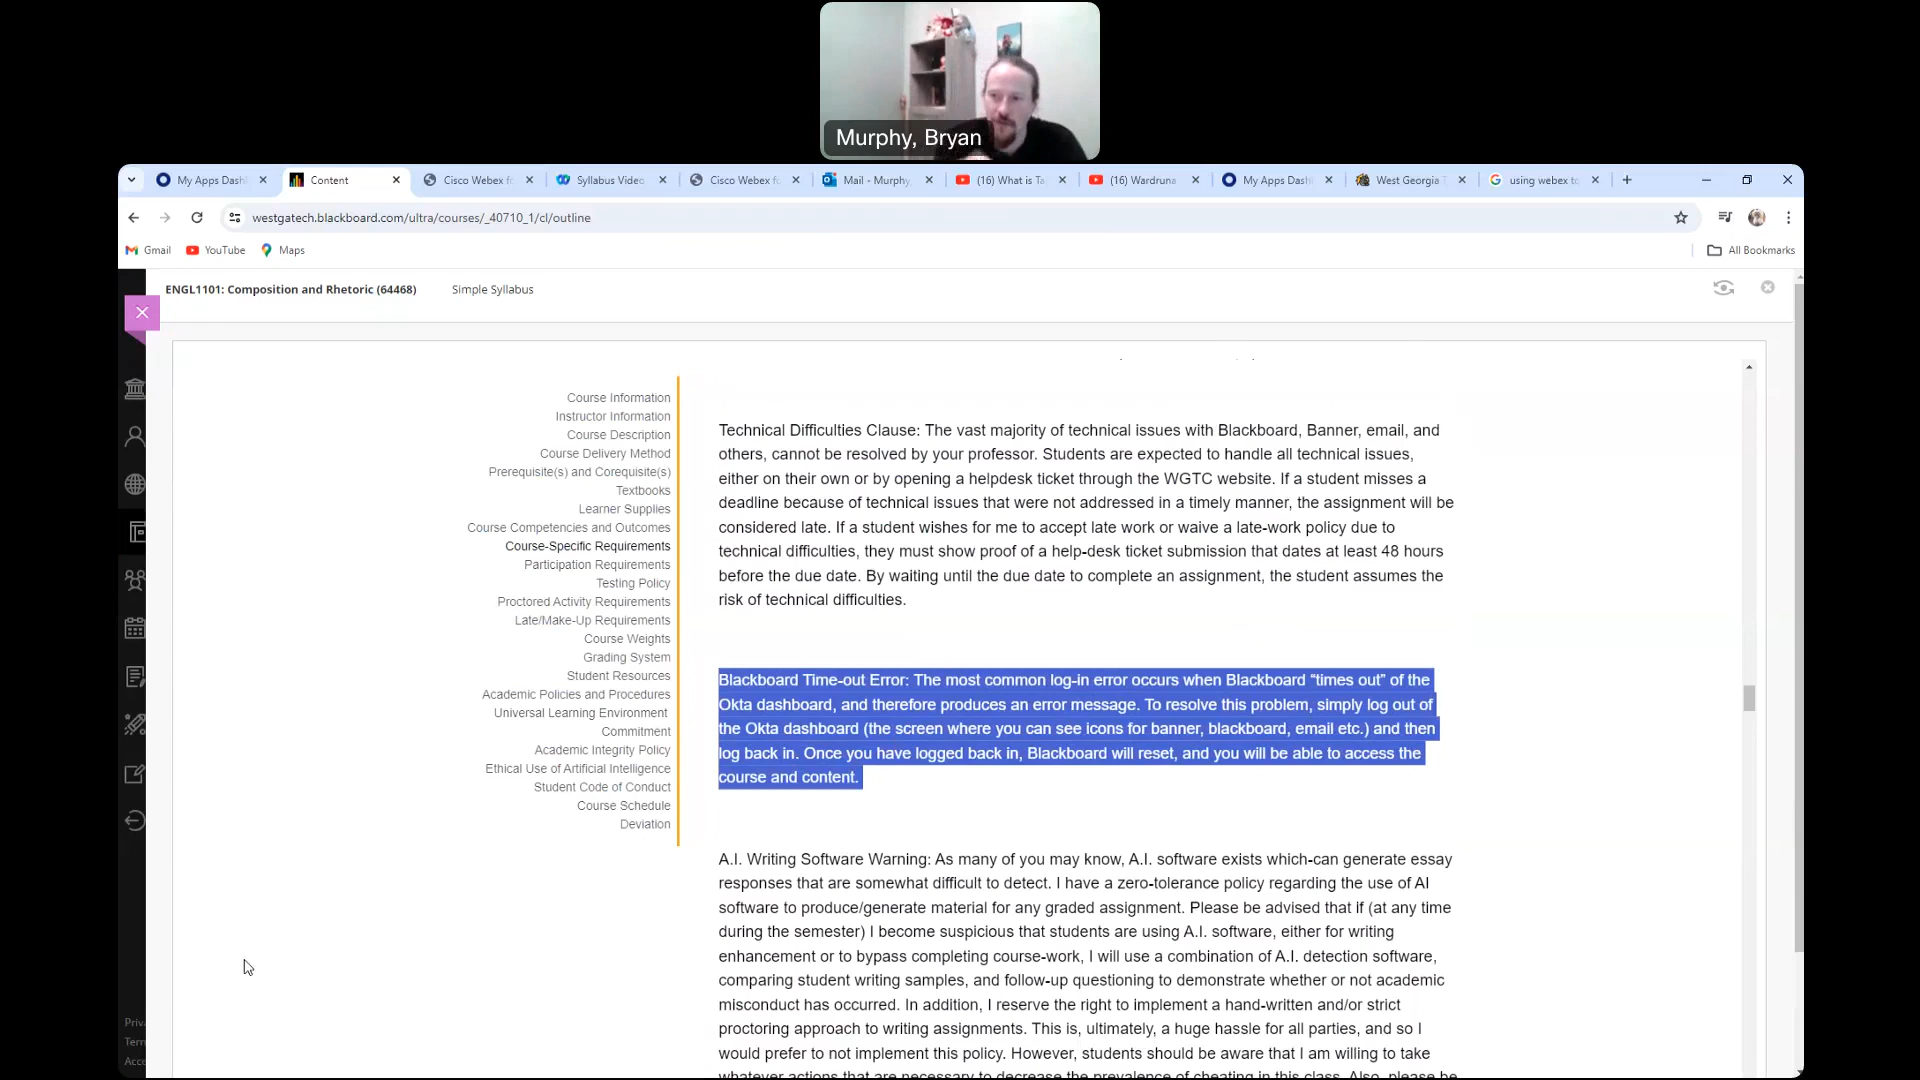 Murphy, Bryan
My Apps Dash
Content
Cisco Webex fo
Syllabus Video
Cisco Webex fo
Mail - Murphy,
(16) What is Ta
(16) Wardruna
My Apps Dash
West Georgia T
using webex to
westgatech.blackboard.com/ultra/courses/_40710_1/cl/outline
Gmail
YouTube
Maps
All Bookmarks
ENGL1101: Composition and Rhetoric (64468)
Simple Syllabus
Course Information
Instructor Information
Course Description
Course Delivery Method
Prerequisite(s) and Corequisite(s)
Textbooks
Learner Supplies
Course Competencies and Outcomes
Course-Specific Requirements
Participation Requirements
Testing Policy
Proctored Activity Requirements
Late/Make-Up Requirements
Course Weights
Grading System
Student Resources
Academic Policies and Procedures
Universal Learning Environment
Commitment
Academic Integrity Policy
Ethical Use of Artificial Intelligence
Student Code of Conduct
Course Schedule
Deviation
Technical Difficulties Clause: The vast majority of technical issues with Blackboard, Banner, email, and
others, cannot be resolved by your professor. Students are expected to handle all technical issues,
either on their own or by opening a helpdesk ticket through the WGTC website. If a student misses a
deadline because of technical issues that were not addressed in a timely manner, the assignment will be
considered late. If a student wishes for me to accept late work or waive a late-work policy due to
technical difficulties, they must show proof of a help-desk ticket submission that dates at least 48 hours
before the due date. By waiting until the due date to complete an assignment, the student assumes the
risk of technical difficulties.
Blackboard Time-out Error: The most common log-in error occurs when Blackboard “times out” of the
Okta dashboard, and therefore produces an error message. To resolve this problem, simply log out of
the Okta dashboard (the screen where you can see icons for banner, blackboard, email etc.) and then
log back in. Once you have logged back in, Blackboard will reset, and you will be able to access the
course and content.
A.I. Writing Software Warning: As many of you may know, A.I. software exists which-can generate essay
responses that are somewhat difficult to detect. I have a zero-tolerance policy regarding the use of AI
software to produce/generate material for any graded assignment. Please be advised that if (at any time
during the semester) I become suspicious that students are using A.I. software, either for writing
enhancement or to bypass completing course-work, I will use a combination of A.I. detection software,
comparing student writing samples, and follow-up questioning to demonstrate whether or not academic
misconduct has occurred. In addition, I reserve the right to implement a hand-written and/or strict
proctoring approach to writing assignments. This is, ultimately, a huge hassle for all parties, and so I
would prefer to not implement this policy. However, students should be aware that I am willing to take
whatever actions that are necessary to decrease the prevalence of cheating in this class. Also, please be
Priv
Term
Acce